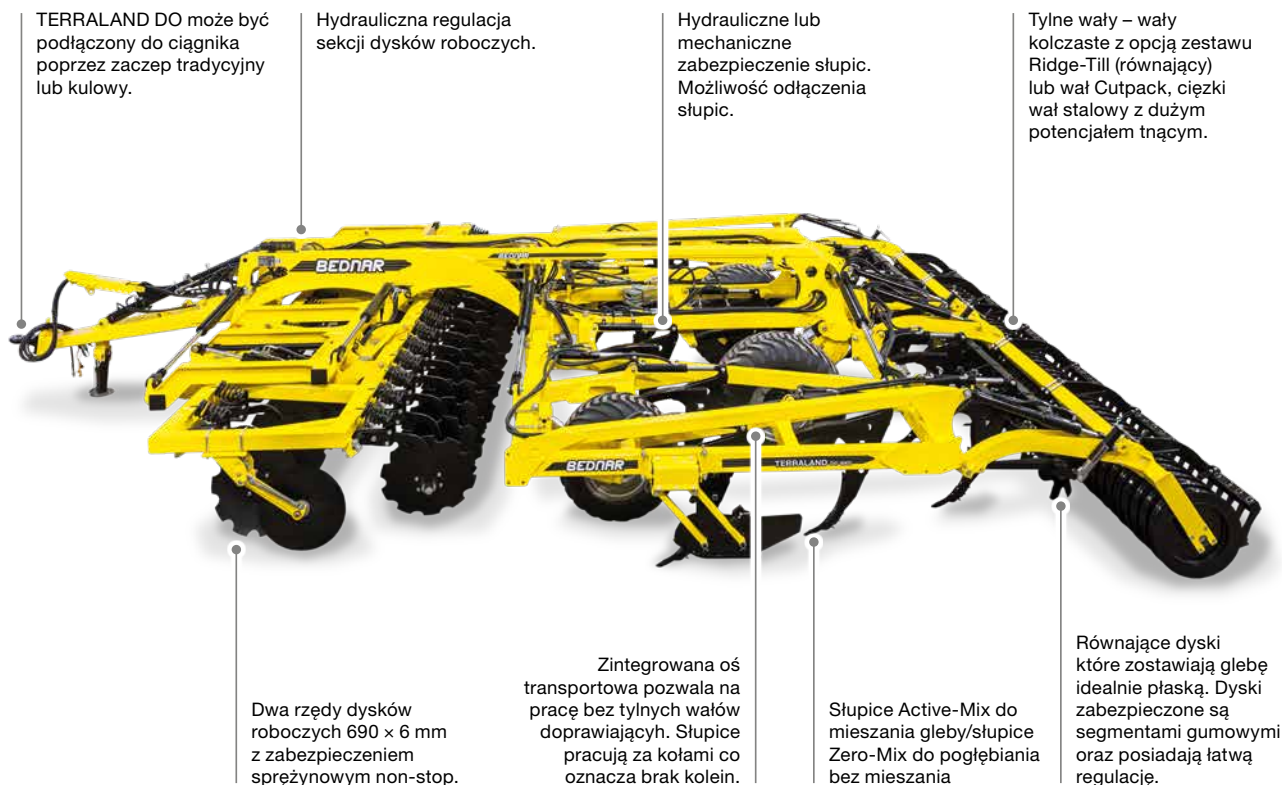 TERRALAND DO może być
podłączony do ciągnika
poprzez zaczep tradycyjny
lub kulowy.
Hydrauliczna regulacja
sekcji dysków roboczych.
Hydrauliczne lub
mechaniczne
zabezpieczenie słupic.
Możliwość odłączenia
słupic.
Tylne wały – wały
kolczaste z opcją zestawu
Ridge-Till (równający)
lub wał Cutpack, cięzki
wał stalowy z dużym
potencjałem tnącym.
BEDNAR
BEDNAR
BEDNAR
TERRALAND
Dwa rzędy dysków
roboczych 690 × 6 mm
z zabezpieczeniem
sprężynowym non-stop.
Zintegrowana oś
transportowa pozwala na
pracę bez tylnych wałów
doprawiającyh. Słupice
pracują za kołami co
oznacza brak kolein.
Słupice Active-Mix do
mieszania gleby/słupice
Zero-Mix do pogłębiania
bez mieszania
Równające dyski
które zostawiają glebę
idealnie płaską. Dyski
zabezpieczone są
segmentami gumowymi
oraz posiadają łatwą
regulację.